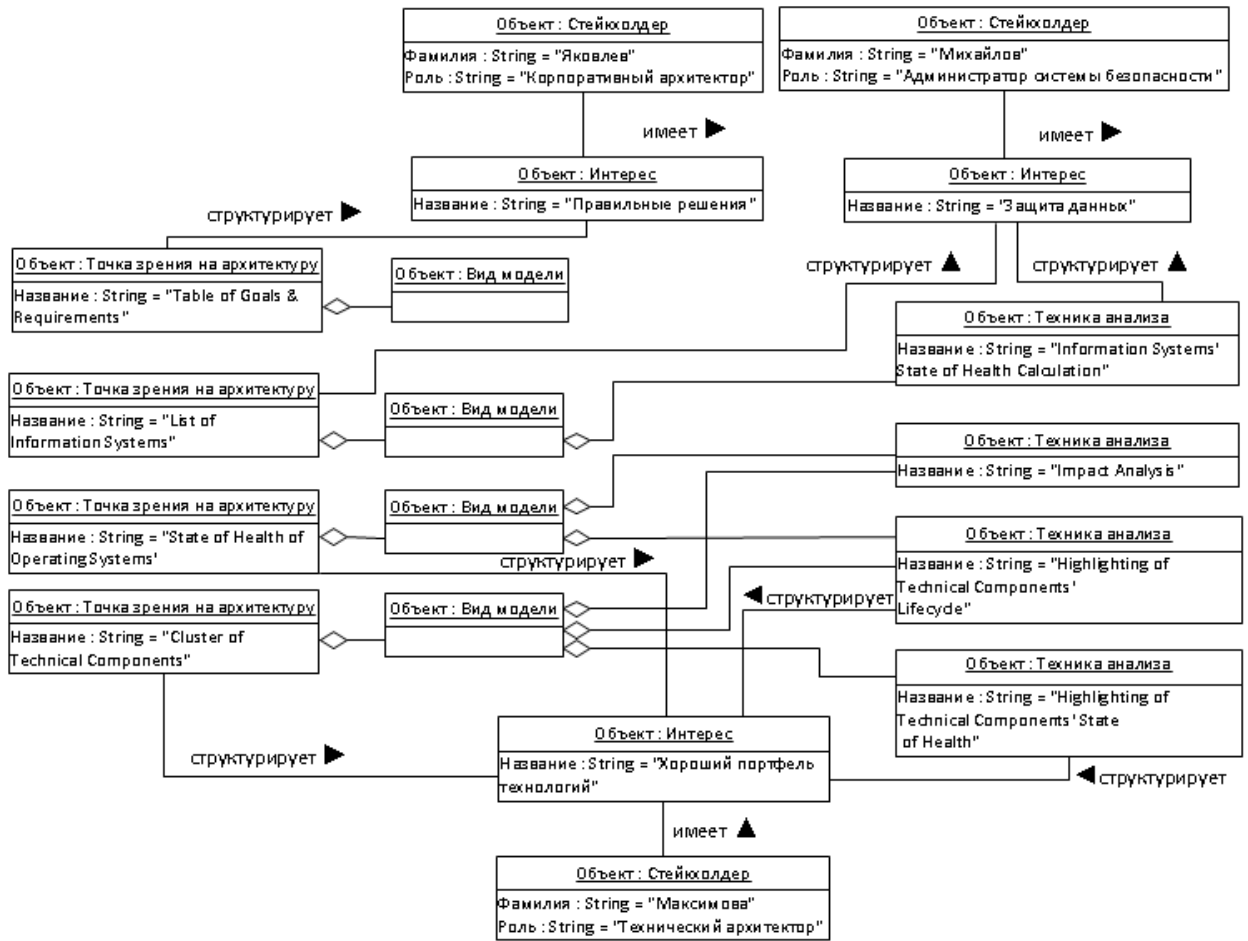 Объект : Стейкхолдер
Фамилия : String = "Яковлев"
Роль : String = "Корпоративный архитектор"
Объект : Стейкхолдер
Фамилия : String = "Михайлов"
Роль : String = "Администратор системы безопасности"
имеет
имеет
Объект : Интерес
Название : String = "Правильные решения"
Объект : Интерес
Название : String = "Защита данных"
структурирует
Объект : Точка зрения на архитектуру
Название : String = "Table of Goals &
Requirements"
Объект : Вид модели
структурирует
структурирует
Объект : Техника анализа
Название : String = "Information Systems'
State of Health Calculation"
Объект : Точка зрения на архитектуру
Название : String = "List of
Information Systems"
Объект : Вид модели
Объект : Техника анализа
Название : String = "Impact Analysis"
Объект : Точка зрения на архитектуру
Название : String = "State of Health of
Operating Systems'
Объект : Вид модели
структурирует
Объект : Техника анализа
Название : String = "Highlighting of
Technical Components'
Lifecycle"
структурирует
Объект : Точка зрения на архитектуру
Название : String = "Cluster of
Technical Components"
Объект : Вид модели
Объект : Техника анализа
Название : String = "Highlighting of
Technical Components' State
of Health"
структурирует
Объект : Интерес
Название : String = "Хороший портфель
технологий"
структурирует
имеет
Объект : Стейкхолдер
Фамилия : String = "Максимова"
Роль : String = "Технический архитектор"